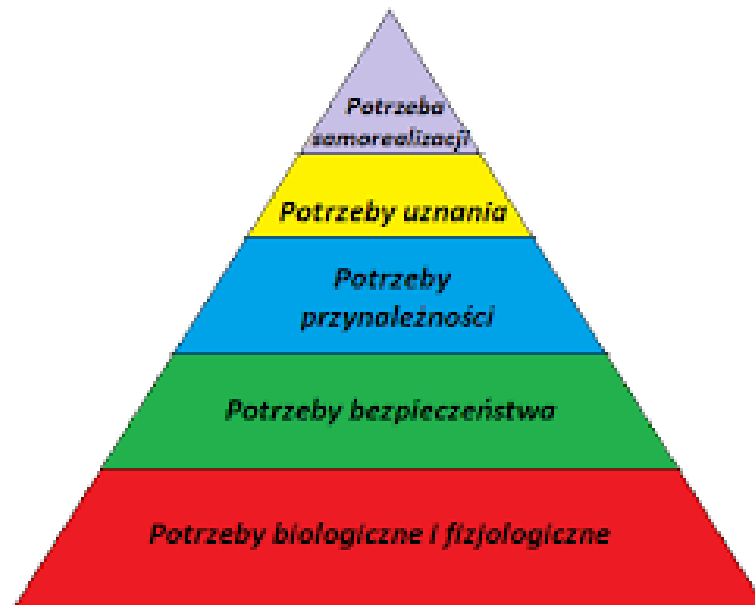 Potrzeba
samorealizacji
Potrzeby uznania
Potrzeby
przynależności
Potrzeby bezpieczeństwa
Potrzeby biologiczne i fizjologiczne